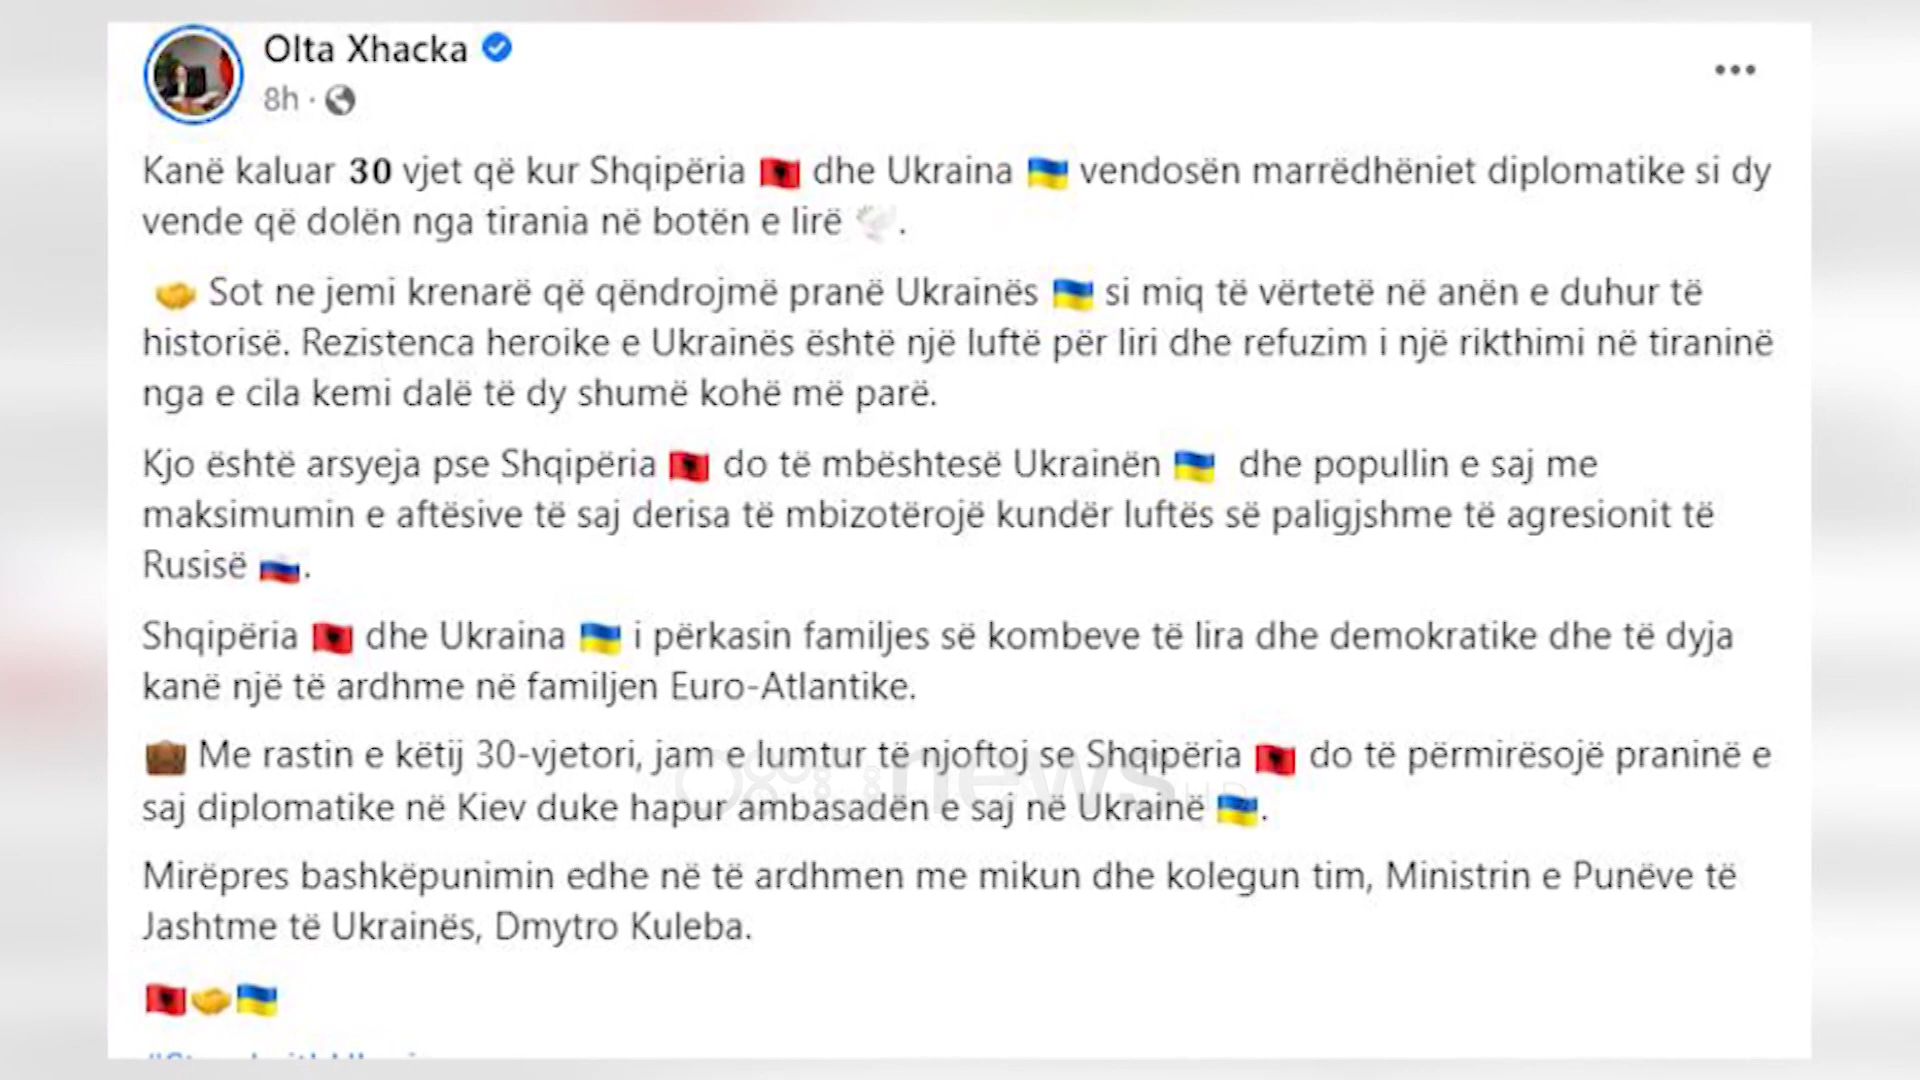 Olta Xhacka
8h ·
Kanë kaluar 30 vjet që kur Shqipëria 🇦🇱 dhe Ukraina 🇺🇦 vendosën marrëdhëniet diplomatike si dy
vende që dolën nga tirania në botën e lirë 🕊.
🤝 Sot ne jemi krenarë që qëndrojmë pranë Ukrainës 🇺🇦 si miq të vërtetë në anën e duhur të
historisë. Rezistenca heroike e Ukrainës është një luftë për liri dhe refuzim i një rikthimi në tiraninë
nga e cila kemi dalë të dy shumë kohë më parë.
Kjo është arsyeja pse Shqipëria 🇦🇱 do të mbështesë Ukrainën 🇺🇦 dhe popullin e saj me
maksimumin e aftësive të saj derisa të mbizotërojë kundër luftës së paligjshme të agresionit të
Rusisë 🇷🇺.
Shqipëria 🇦🇱 dhe Ukraina 🇺🇦 i përkasin familjes së kombeve të lira dhe demokratike dhe të dyja
kanë një të ardhme në familjen Euro-Atlantike.
💼 Me rastin e këtij 30-vjetori, jam e lumtur të njoftoj se Shqipëria 🇦🇱 do të përmirësojë praninë e
saj diplomatike në Kiev duke hapur ambasadën e saj në Ukrainë 🇺🇦.
news
Mirëpres bashkëpunimin edhe në të ardhmen me mikun dhe kolegun tim, Ministrin e Punëve të
Jashtme të Ukrainës, Dmytro Kuleba.
🇦🇱🤝🇺🇦